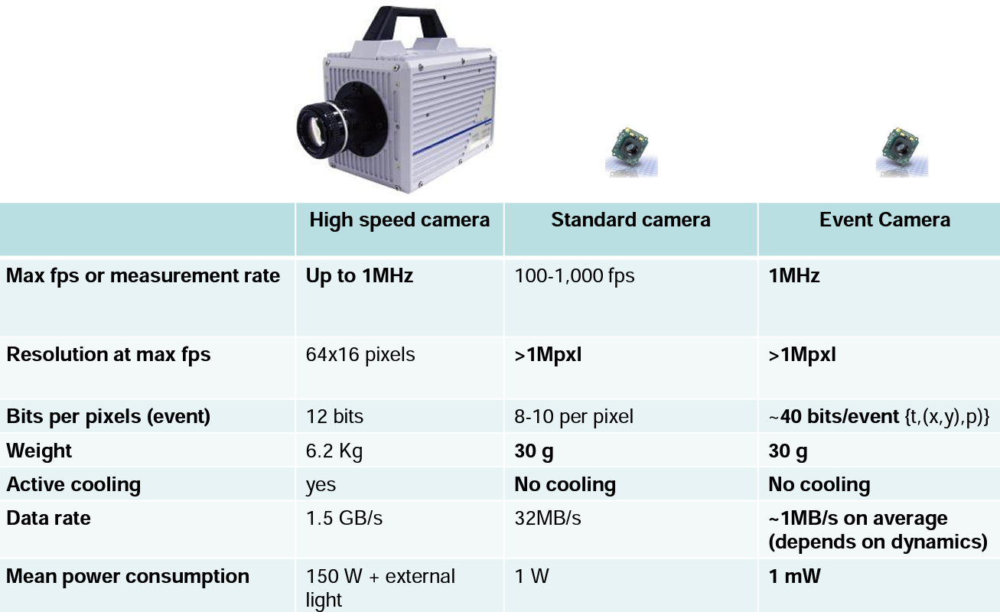 High speed camera Standard camera Event Camera
Max fps or measurement rate Up to 1MHz 100-1,000 fps 1MHz
Resolution at max fps 64x16 pixels >1Mpxl >1Mpxl
Bits per pixels (event) 12 bits 8-10 per pixel ~40 bits/event {t,(x,y),p)}
Weight 6.2 Kg 30 g 30 g
Active cooling yes No cooling No cooling
Data rate 1.5 GB/s 32MB/s ~1MB/s on average
(depends on dynamics)
Mean power consumption 150 W + external 1 W 1 mW
light